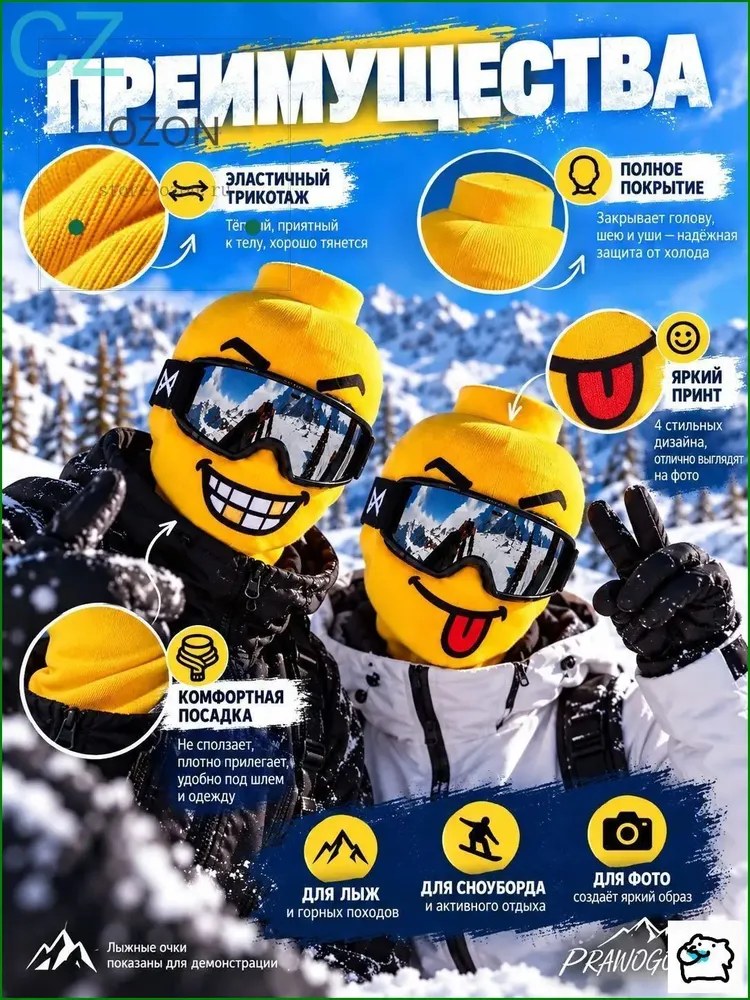 CZ
ПРЕИМУЩЕСТВА
OZON
ЭЛАСТИЧНЫЙ
ТРИКОТАЖ
приятный
к телу, хорошо тянется
ПОЛНОЕ
ПОКРЫТИЕ
Закрывает голову,
шею и уши – надёжная
защита от холода
ЯРКИЙ
ПРИНТ
4 стильных
дизайна,
отлично выглядят
на фото
КОМФОРТНАЯ
ПОСАДКА
Не сползает,
плотно прилегает,
удобно под шлем
и одежду
ДЛЯ ЛЫЖ
и горных походов
ДЛЯ СНОУБОРДА
и активного отдыха
ДЛЯ ФОТО
создаёт яркий образ
Лыжные очки
показаны для демонстрации